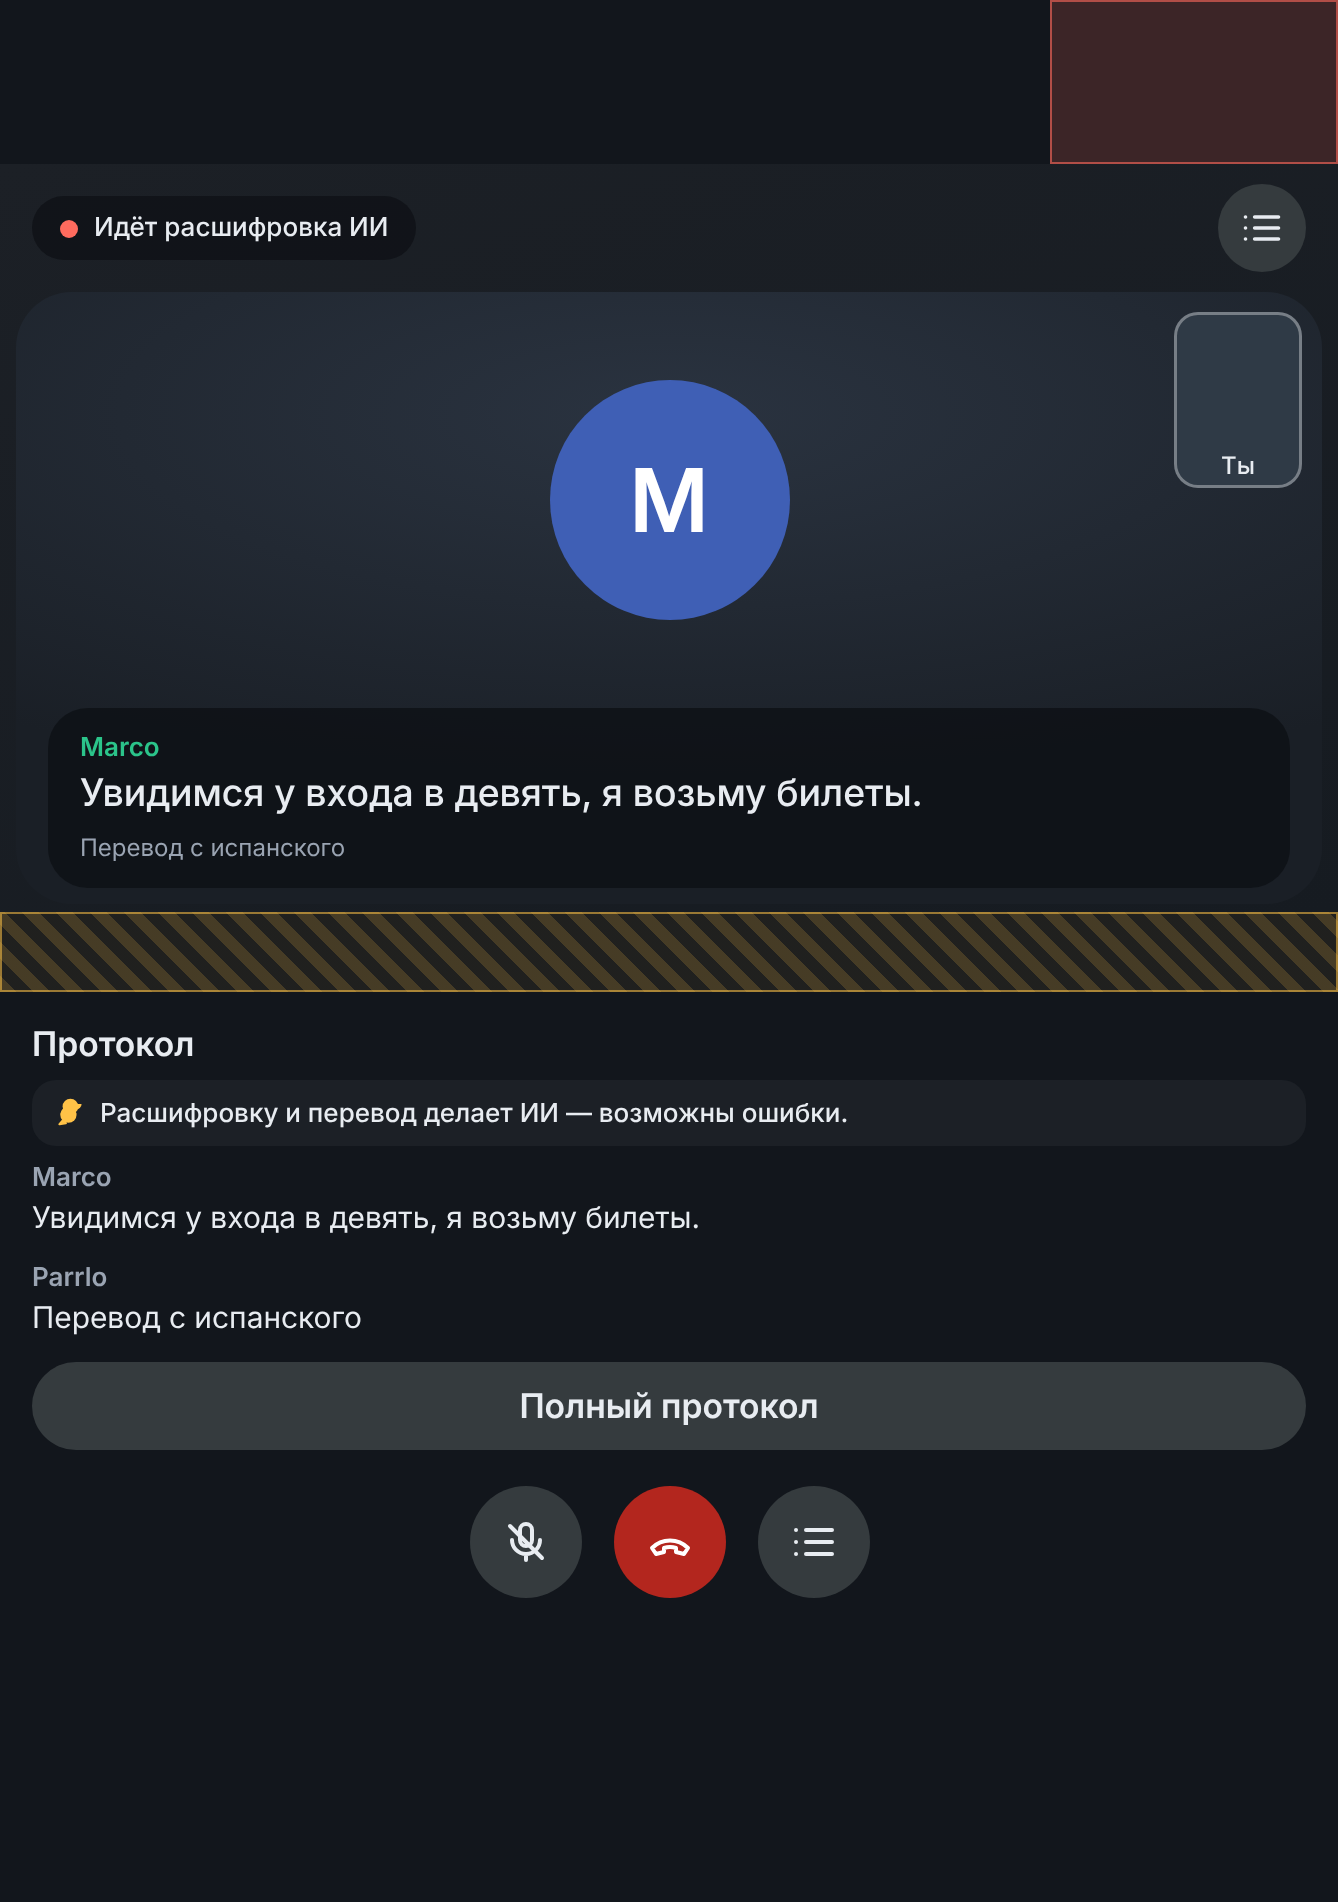 Идёт расшифровка ИИ
Ты
M
Marco
Увидимся у входа в девять, я возьму билеты.
Перевод с испанского
Протокол
Расшифровку и перевод делает ИИ — возможны ошибки.
Marco
Увидимся у входа в девять, я возьму билеты.
Parrlo
Перевод с испанского
Полный протокол